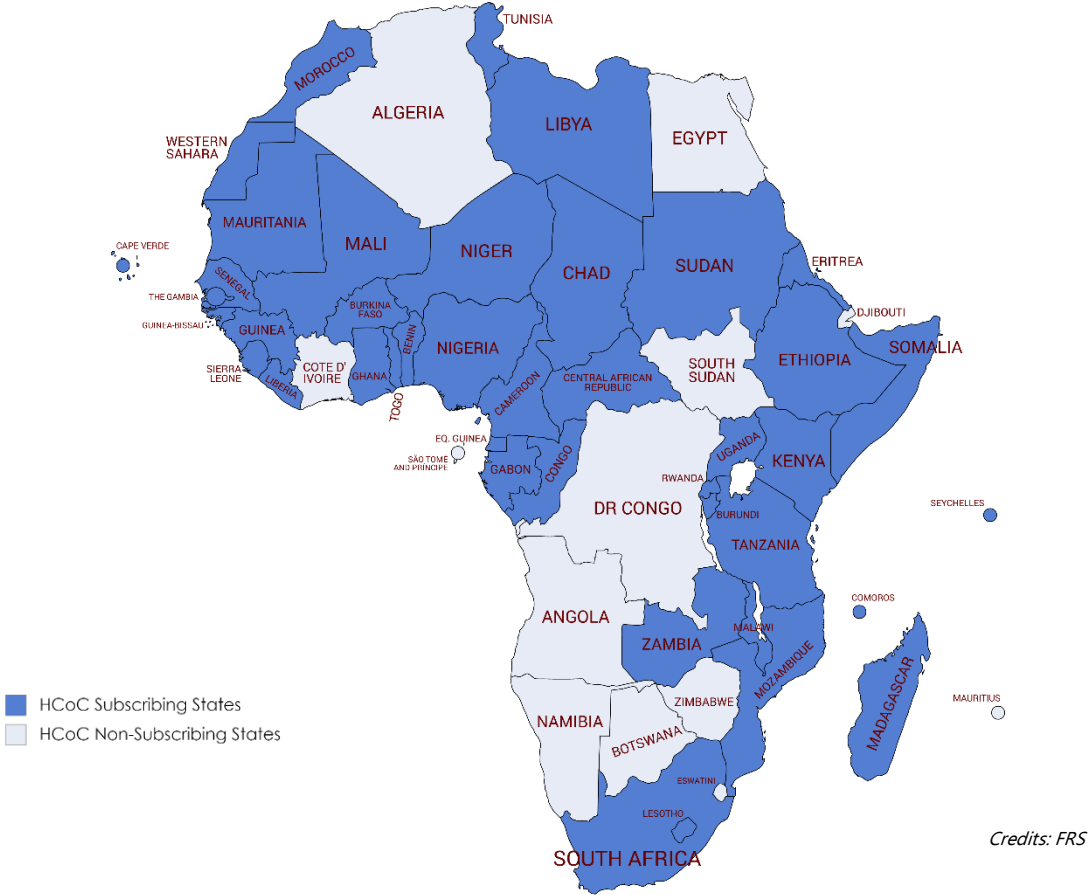 TUNISIA
MOROCCO
ALGERIA
LIBYA
EGYPT
WESTERN
SAHARA
MAURITANIA
MALI
NIGER
CHAD
SUDAN
ERITREA
CAPE VERDE
SENEGAL
THE GAMBIA
GUINEA-BISSAU
GUINEA
BURKINA
FASO
BENIN
NIGERIA
DJIBOUTI
SOMALIA
ETHIOPIA
SOUTH
SUDAN
SIERRA
LEONE
LIBERIA
COTE D'
IVOIRE
GHANA
TOGO
CAMEROON
CENTRAL AFRICAN
REPUBLIC
EQ. GUINEA
SÃO TOMÉ
AND PRÍNCIPE
GABON
CONGO
UGANDA
KENYA
RWANDA
DR CONGO
BURUNDI
TANZANIA
SEYCHELLES
COMOROS
ANGOLA
ZAMBIA
MALAWI
MOZAMBIQUE
MADAGASCAR
MAURITIUS
ZIMBABWE
NAMIBIA
BOTSWANA
ESWATINI
LESOTHO
SOUTH AFRICA
HCoC Subscribing States
HCoC Non-Subscribing States
Credits: FRS